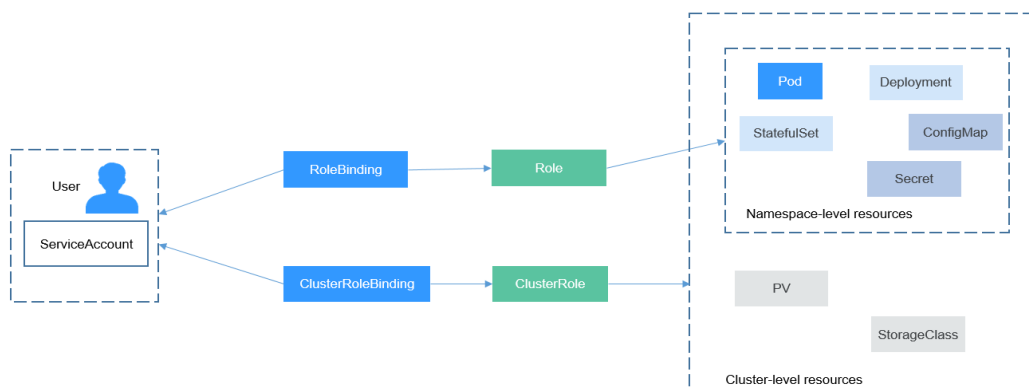 User
ServiceAccount
RoleBinding
ClusterRoleBinding
Role
ClusterRole
Pod
Deployment
StatefulSet
ConfigMap
Secret
Namespace-level resources
PV
StorageClass
Cluster-level resources